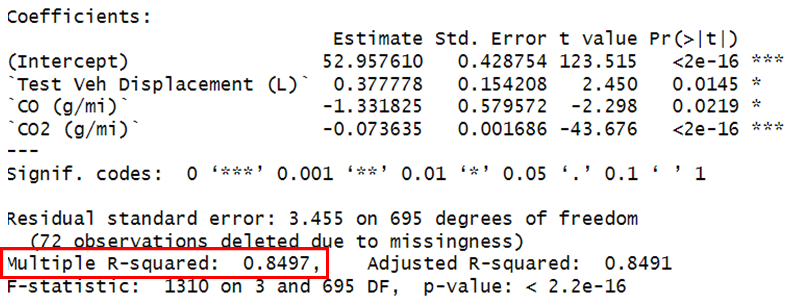 Coefficients:
Estimate Std. Error t value Pr(>|t|)
(Intercept) 52.957610 0.428754 123.515 <2e-16 ***
`Test Veh Displacement (L)` 0.377778 0.154208 2.450 0.0145 *
`CO (g/mi)` -1.331825 0.579572 -2.298 0.0219 *
`CO2 (g/mi)` -0.073635 0.001686 -43.676 <2e-16 ***
---
Signif. codes: 0 ‘***’ 0.001 ‘**’ 0.01 ‘*’ 0.05 ‘.’ 0.1 ‘ ’ 1
Residual standard error: 3.455 on 695 degrees of freedom
(72 observations deleted due to missingness)
Multiple R-squared: 0.8497, Adjusted R-squared: 0.8491
F-statistic: 1310 on 3 and 695 DF, p-value: < 2.2e-16